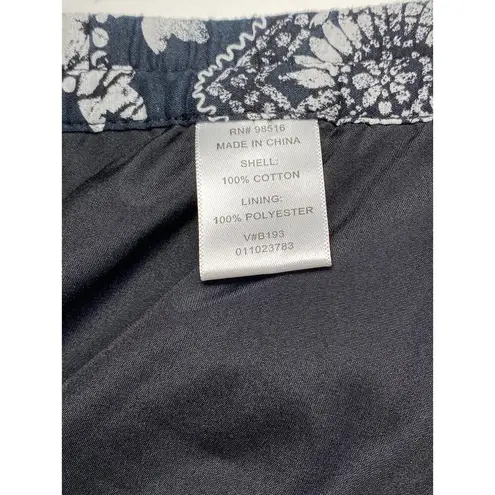 RN# 98516
MADE IN CHINA
SHELL:
100% COTTON
LINING:
100% POLYESTER
V#B193
011023783